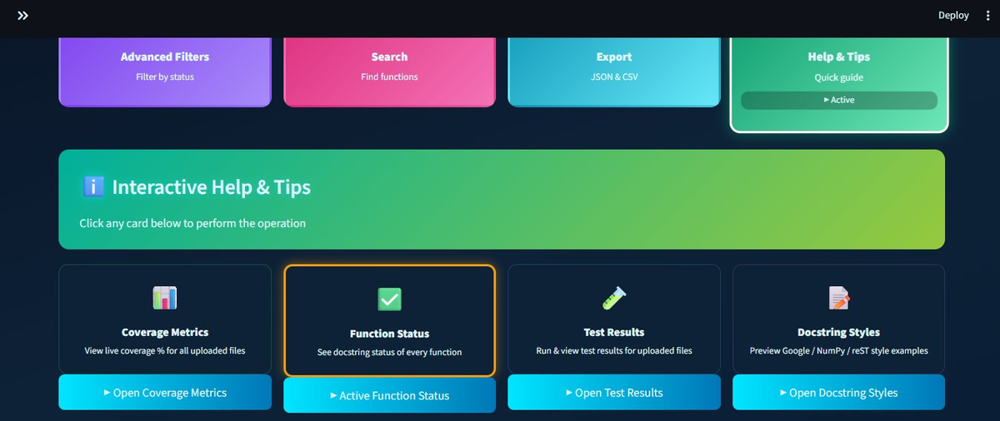 Deploy
Advanced Filters
Filter by status
Search
Find functions
Export
JSON & CSV
Help & Tips
Quick guide
► Active
Interactive Help & Tips
Click any card below to perform the operation
Coverage Metrics
View live coverage % for all uploaded files
► Open Coverage Metrics
Function Status
See docstring status of every function
► Active Function Status
Test Results
Run & view test results for uploaded files
► Open Test Results
Docstring Styles
Preview Google / NumPy / reST style examples
► Open Docstring Styles